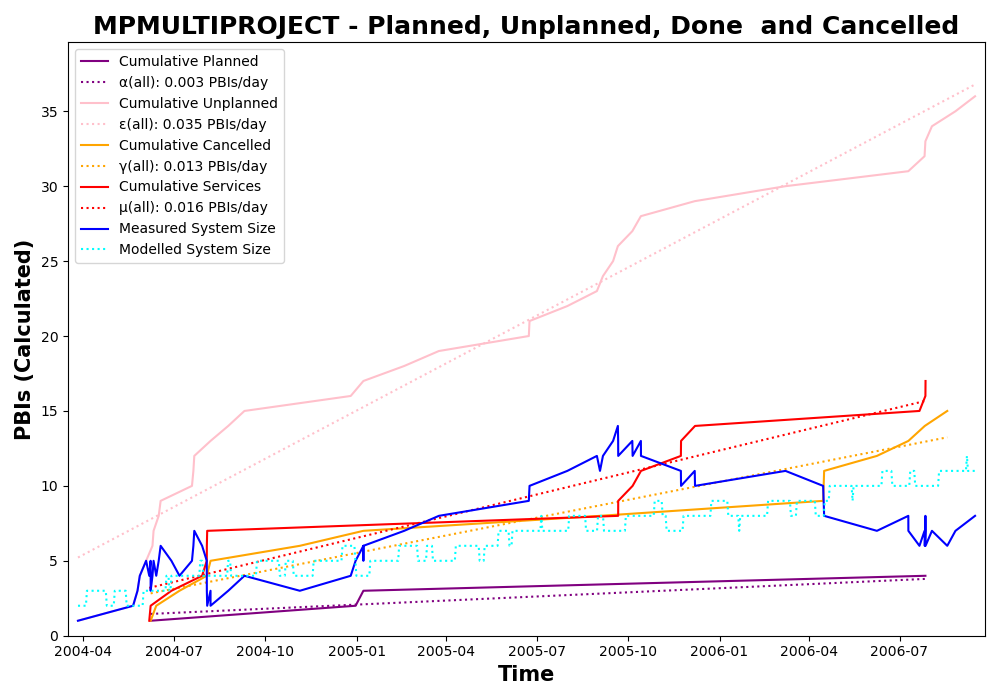 MPMULTIPROJECT - Planned, Unplanned, Done  and Cancelled
Cumulative Planned
α(all): 0.003 PBIs/day
Cumulative Unplanned
ε(all): 0.035 PBIs/day
Cumulative Cancelled
γ(all): 0.013 PBIs/day
Cumulative Services
μ(all): 0.016 PBIs/day
Measured System Size
Modelled System Size
PBIs (Calculated)
35
30
25
20
15
10
5
0
2004-04 2004-07 2004-10 2005-01 2005-04 2005-07 2005-10 2006-01 2006-04 2006-07
Time